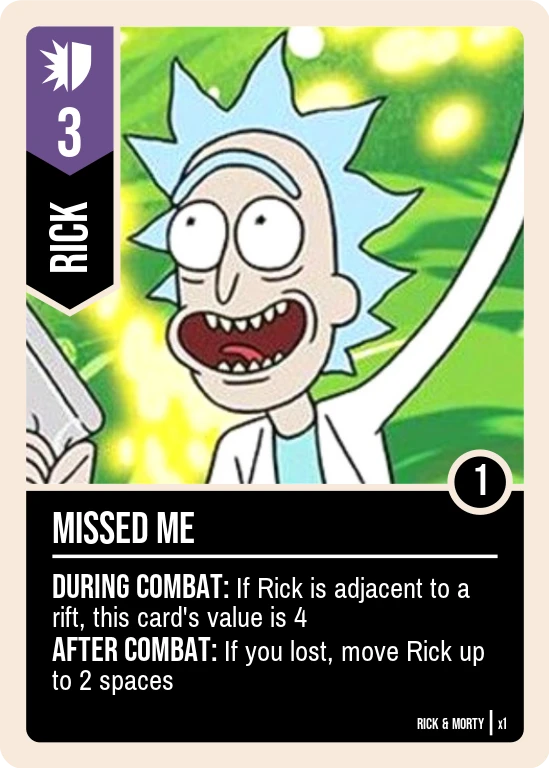 3
RICK
1
MISSED ME
DURING COMBAT: If Rick is adjacent to a
rift, this card's value is 4
AFTER COMBAT: If you lost, move Rick up
to 2 spaces
RICK & MORTY | x1